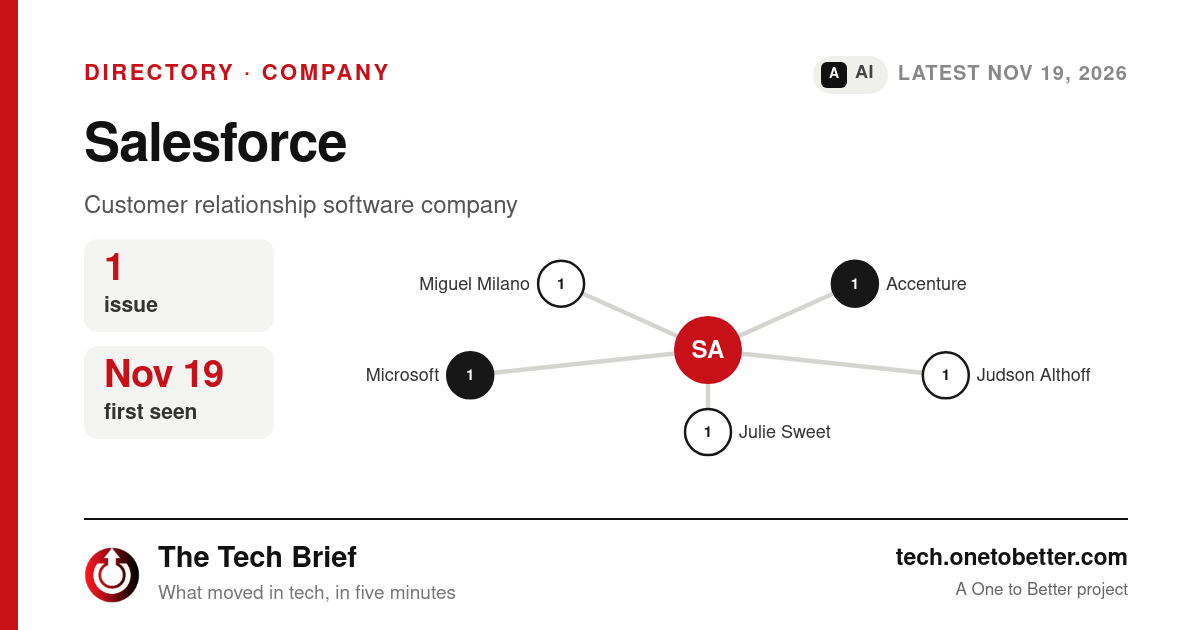 DIRECTORY · COMPANY
A AI LATEST NOV 19, 2026
Salesforce
Customer relationship software company
1
issue
Nov 19
first seen
Miguel Milano 1
1 Accenture
SA
Microsoft 1
1 Judson Althoff
1 Julie Sweet
The Tech Brief
What moved in tech, in five minutes
tech.onetobetter.com
A One to Better project